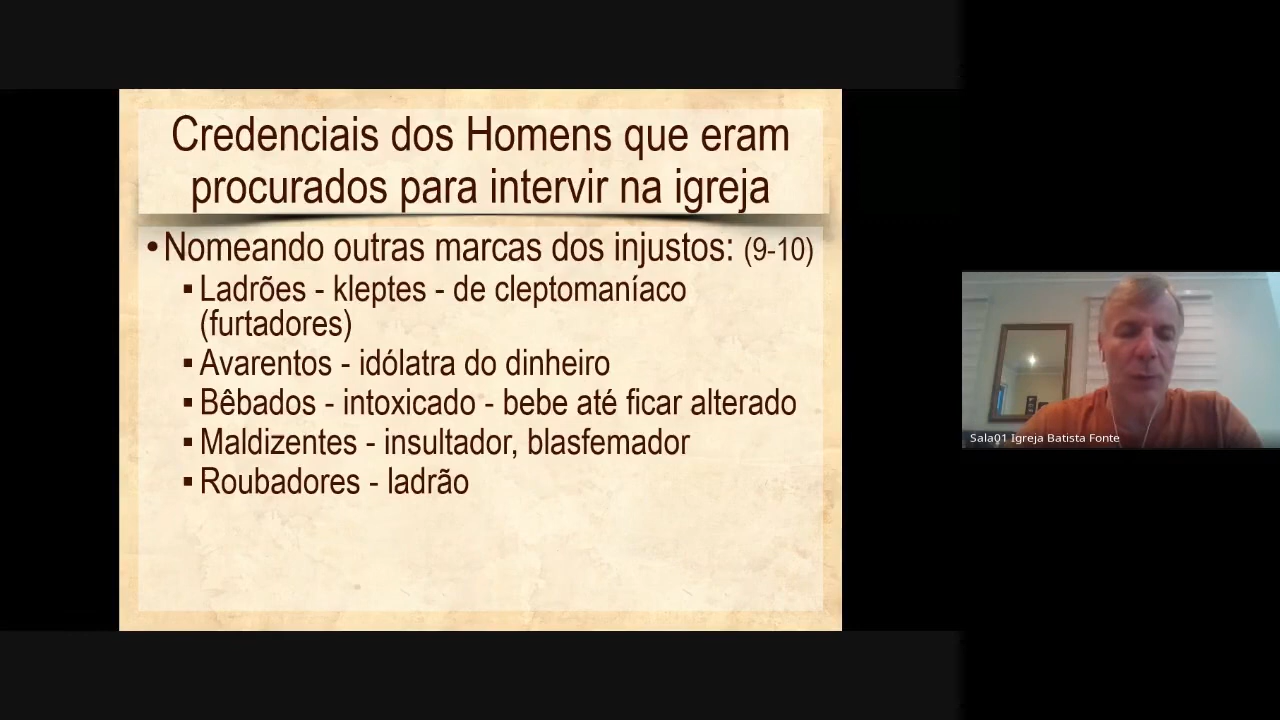 Credenciais dos Homens que eram
procurados para intervir na igreja
• Nomeando outras marcas dos injustos: (9-10)
▪ Ladrões - kleptes - de cleptomaníaco
(furtadores)
▪ Avarentos - idólatra do dinheiro
▪ Bêbados - intoxicado - bebe até ficar alterado
▪ Maldizentes - insultador, blasfemador
▪ Roubadores - ladrão
Sala01 Igreja Batista Fonte